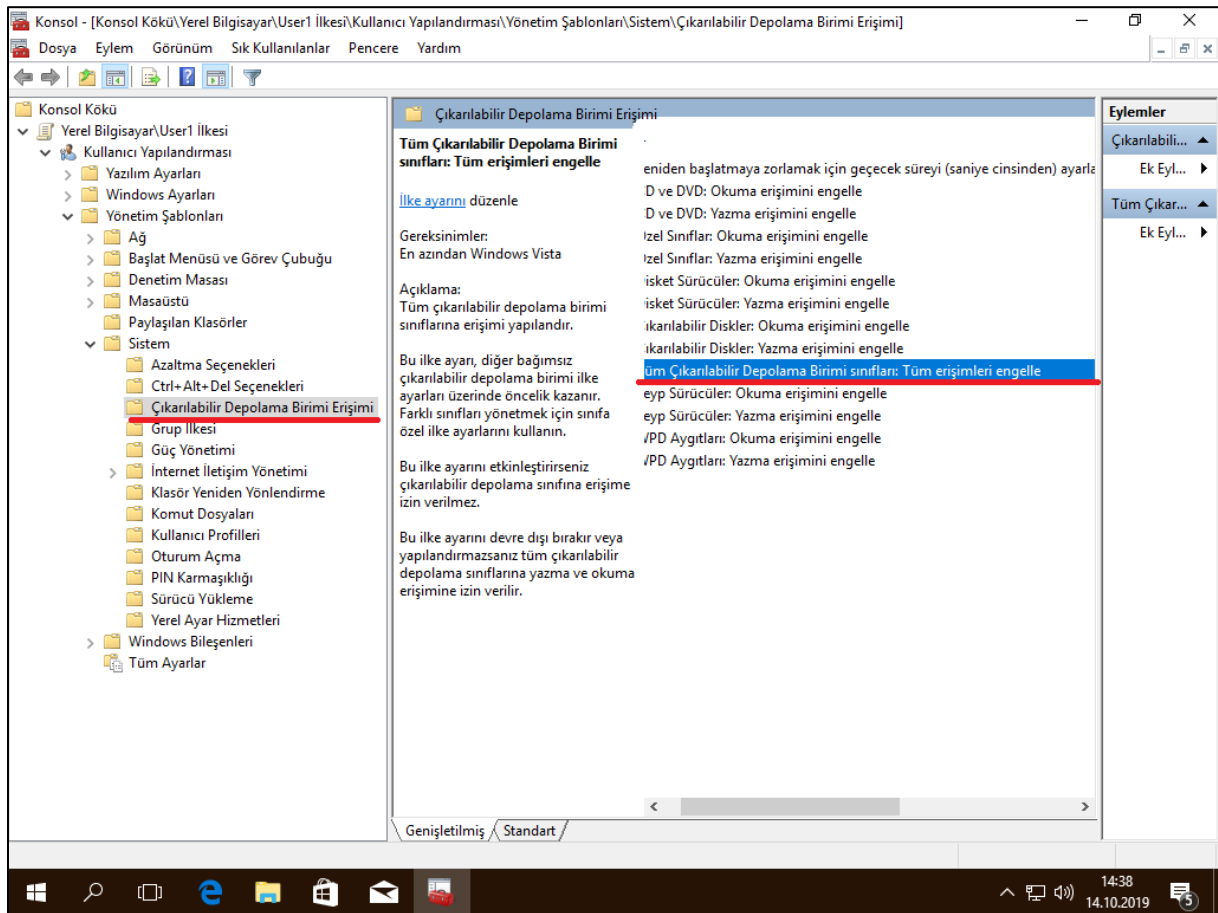 Konsol - [Konsol Kökü\Yerel Bilgisayar\User1 İlkesi\Kullanıcı Yapılandırması\Yönetim Şablonları\Sistem\Çıkarılabilir Depolama Birimi Erişimi]
Dosya Eylem Görünüm Sık Kullanılanlar Pencere Yardım
Konsol Kökü
Yerel Bilgisayar\User1 İlkesi
Kullanıcı Yapılandırması
Yazılım Ayarları
Windows Ayarları
Yönetim Şablonları
Ağ
Başlat Menüsü ve Görev Çubuğu
Denetim Masası
Masaüstü
Paylaşılan Klasörler
Sistem
Azaltma Seçenekleri
Ctrl+Alt+Del Seçenekleri
Çıkarılabilir Depolama Birimi Erişimi
Grup İlkesi
Güç Yönetimi
İnternet İletişim Yönetimi
Klasör Yeniden Yönlendirme
Komut Dosyaları
Kullanıcı Profilleri
Oturum Açma
PIN Karmaşıklığı
Sürücü Yükleme
Yerel Ayar Hizmetleri
Windows Bileşenleri
Tüm Ayarlar
Çıkarılabilir Depolama Birimi Erişimi
Tüm Çıkarılabilir Depolama Birimi
sınıfları: Tüm erişimleri engelle
İlke ayarını düzenle
Gereksinimler:
En azından Windows Vista
Açıklama:
Tüm çıkarılabilir depolama birimi
sınıflarına erişimi yapılandır.
Bu ilke ayarı, diğer bağımsız
çıkarılabilir depolama birimi ilke
ayarları üzerinde öncelik kazanır.
Farklı sınıfları yönetmek için sınıfa
özel ilke ayarlarını kullanın.
Bu ilke ayarını etkinleştirirseniz
çıkarılabilir depolama sınıfına erişime
izin verilmez.
Bu ilke ayarını devre dışı bırakır veya
yapılandırmazsanız tüm çıkarılabilir
depolama sınıflarına yazma ve okuma
erişimine izin verilir.
eniden başlatmaya zorlamak için geçecek süreyi (saniye cinsinden) ayarla
D ve DVD: Okuma erişimini engelle
D ve DVD: Yazma erişimini engelle
zel Sınıflar: Okuma erişimini engelle
zel Sınıflar: Yazma erişimini engelle
isket Sürücüler: Okuma erişimini engelle
isket Sürücüler: Yazma erişimini engelle
ıkarılabilir Diskler: Okuma erişimini engelle
ıkarılabilir Diskler: Yazma erişimini engelle
üm Çıkarılabilir Depolama Birimi sınıfları: Tüm erişimleri engelle
eyp Sürücüler: Okuma erişimini engelle
eyp Sürücüler: Yazma erişimini engelle
VPD Aygıtları: Okuma erişimini engelle
VPD Aygıtları: Yazma erişimini engelle
Genişletilmiş Standart
Eylemler
Çıkarılabili...
Ek Eyl...
Tüm Çıkar...
Ek Eyl...
14:38
14.10.2019
5